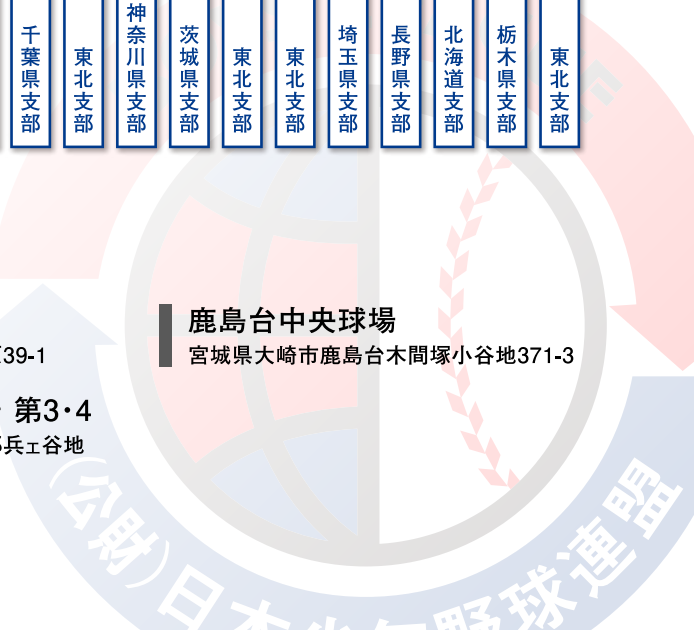 千葉県支部
東北支部
神奈川県支部
茨城県支部
東北支部
東北支部
埼玉県支部
長野県支部
北海道支部
栃木県支部
東北支部
鹿島台中央球場
宮城県大崎市鹿島台木間塚小谷地371-3
39-1
第3・4
兵ェ谷地
(公財)日本少年野球連盟